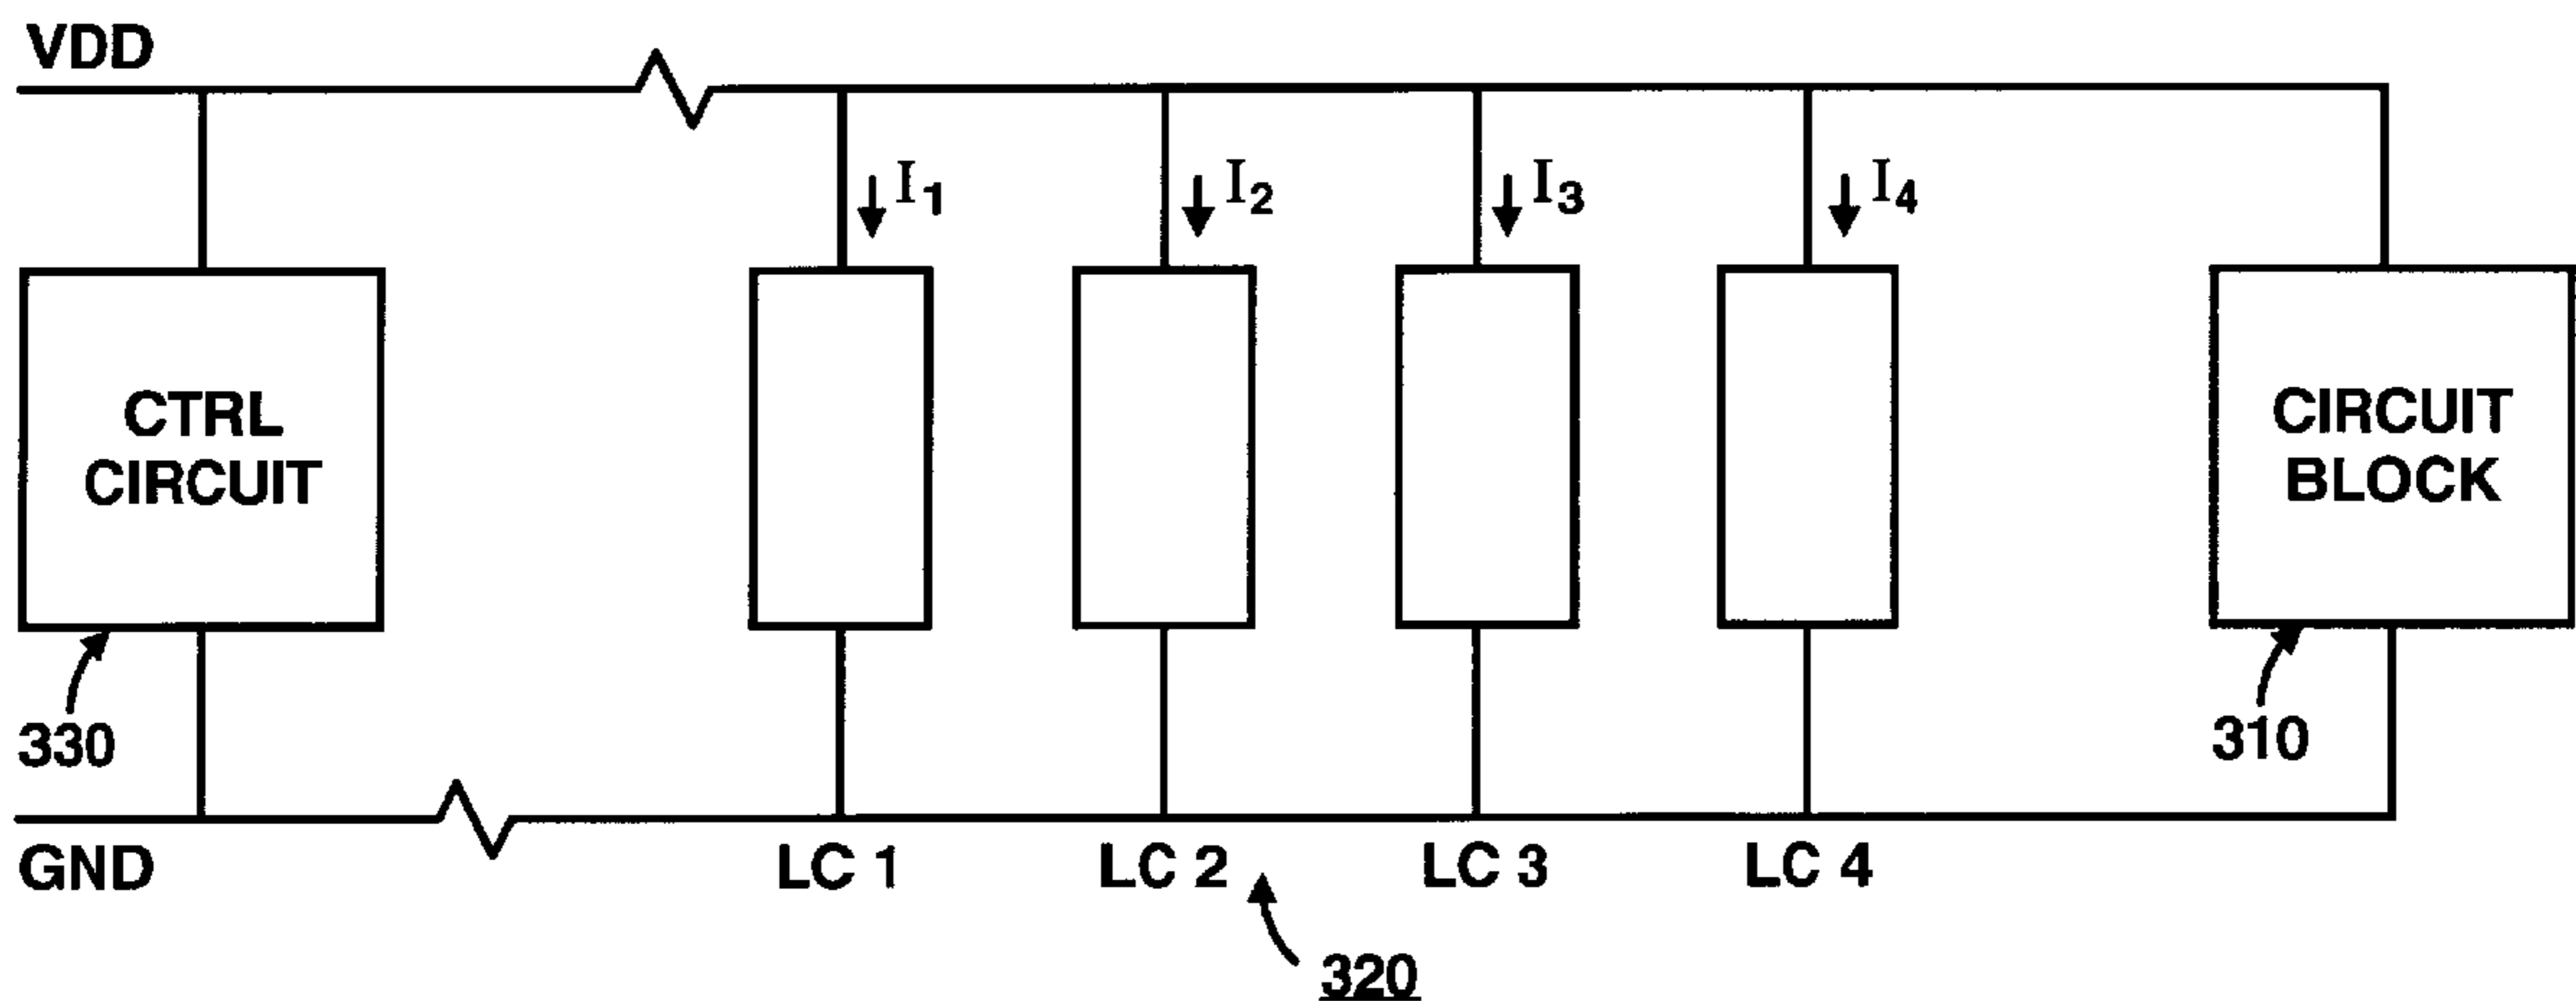 VDD
I1
I2
I3
I4
CTRL
CIRCUIT
CIRCUIT
BLOCK
330
310
GND
LC 1
LC 2
LC 3
LC 4
320